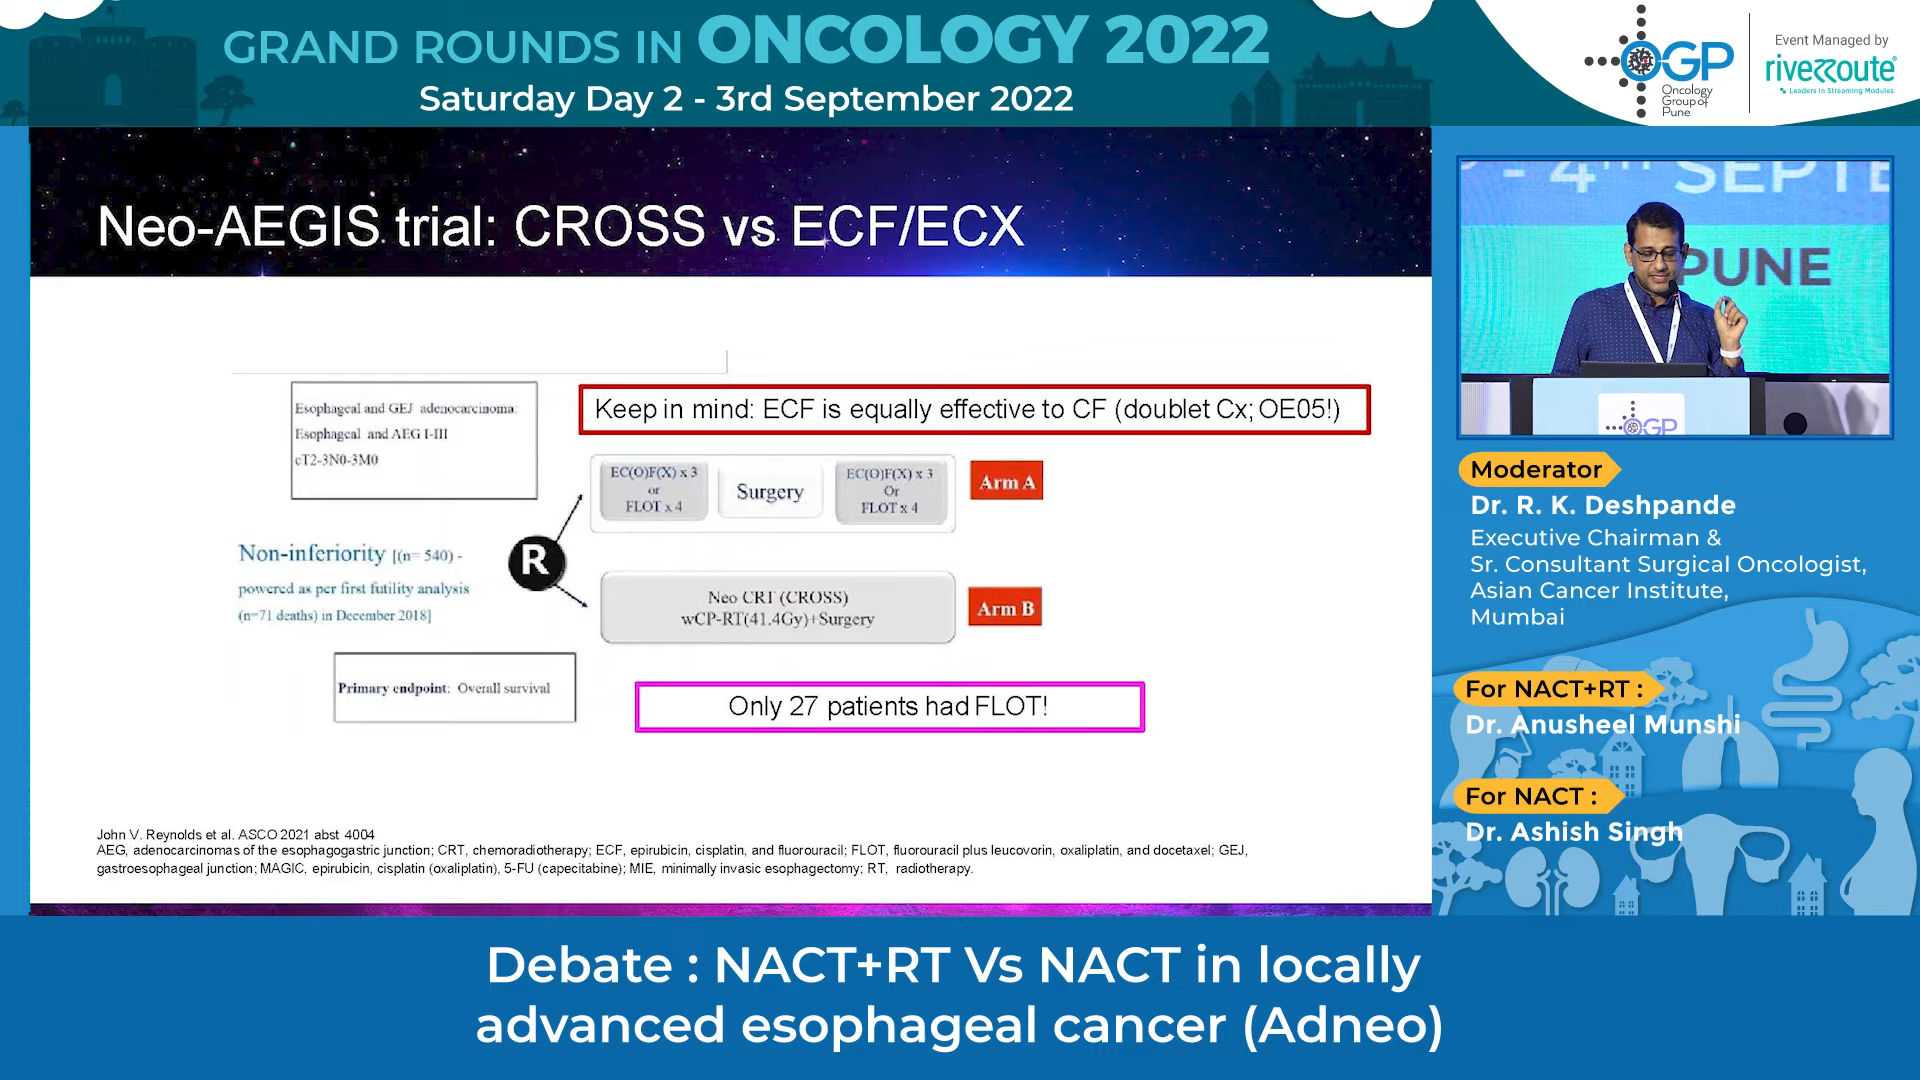 GRAND ROUNDS IN ONCOLOGY 2022
Saturday Day 2 - 3rd September 2022
OGP
Oncology
Group of
Pune
Event Managed by
riverroute
Leaders in Streaming Modules
Neo-AEGIS trial: CROSS vs ECF/ECX
Esophageal and GEJ adenocarcinoma:
Esophageal and AEG I-III
cT2-3N0-3M0
Keep in mind: ECF is equally effective to CF (doublet Cx; OE05!)
EC(O)F(X) x 3
or
FLOT x 4
Surgery
EC(O)F(X) x 3
Or
FLOT x 4
Arm A
Non-inferiority [(n= 540) -
powered as per first futility analysis
(n=71 deaths) in December 2018]
R
Neo CRT (CROSS)
wCP-RT(41.4Gy)+Surgery
Arm B
Primary endpoint: Overall survival
Only 27 patients had FLOT!
John V. Reynolds et al. ASCO 2021 abst 4004
AEG, adenocarcinomas of the esophagogastric junction; CRT, chemoradiotherapy; ECF, epirubicin, cisplatin, and fluorouracil; FLOT, fluorouracil plus leucovorin, oxaliplatin, and docetaxel; GEJ,
gastroesophageal junction; MAGIC, epirubicin, cisplatin (oxaliplatin), 5-FU (capecitabine); MIE, minimally invasic esophagectomy; RT, radiotherapy.
- 4th SEPTE
PUNE
OGP
Moderator
Dr. R. K. Deshpande
Executive Chairman &
Sr. Consultant Surgical Oncologist,
Asian Cancer Institute,
Mumbai
For NACT+RT :
Dr. Anusheel Munshi
For NACT :
Dr. Ashish Singh
Debate : NACT+RT Vs NACT in locally
advanced esophageal cancer (Adneo)